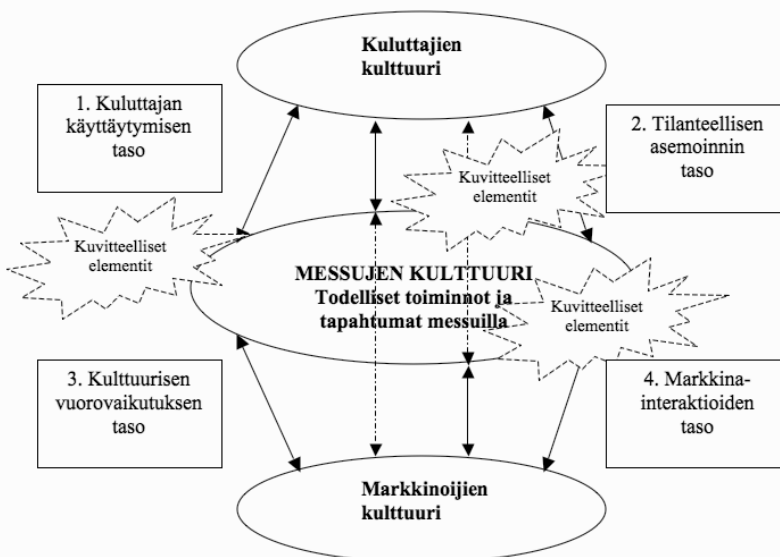 Kuluttajien
kulttuuri
1. Kuluttajan
käyttäytymisen
taso
2. Tilanteellisen
asemoinnin
taso
Kuvitteelliset
elementit
Kuvitteelliset
elementit
MESSUJEN KULTTUURI
Todelliset toiminnot ja
tapahtumat messuilla
Kuvitteelliset
elementit
3. Kulttuurisen
vuorovaikutuksen
taso
4. Markkina-
interaktioiden
taso
Markkinoijien
kulttuuri